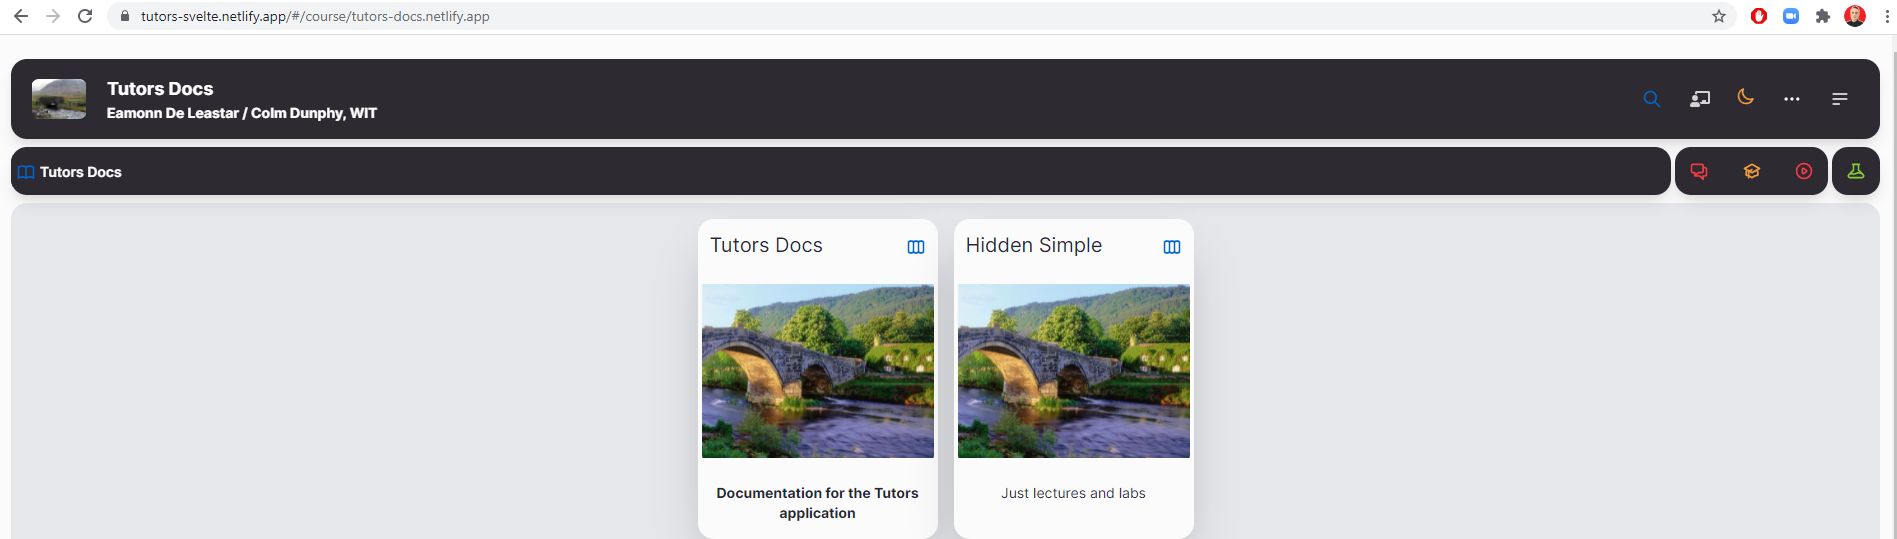 tutors-svelte.netlify.app/#/course/tutors-docs.netlify.app
Tutors Docs
Eamonn De Leastar / Colm Dunphy, WIT
Tutors Docs
Tutors Docs
Hidden Simple
Documentation for the Tutors
application
Just lectures and labs